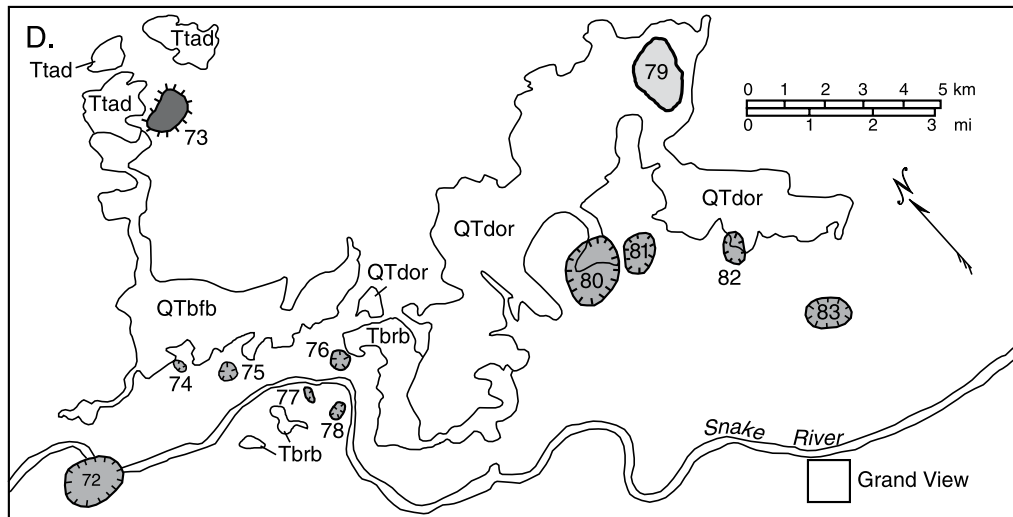 D.
Ttad
Ttad
Ttad
73
79
0 1 2 3 4 5 km
0 1 2 3 mi
N
QTdor
QTdor
80
81
82
83
QTbfb
QTdor
Tbrb
74
75
76
77
78
Tbrb
72
Snake River
Grand View